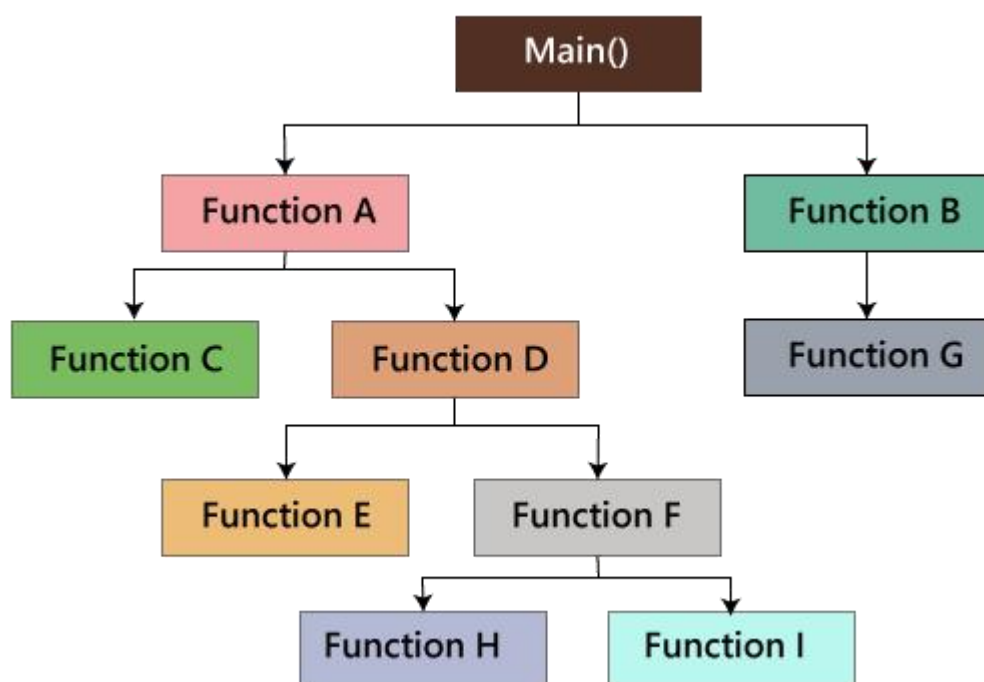 Main()
Function A
Function B
Function C
Function D
Function G
Function E
Function F
Function H
Function I